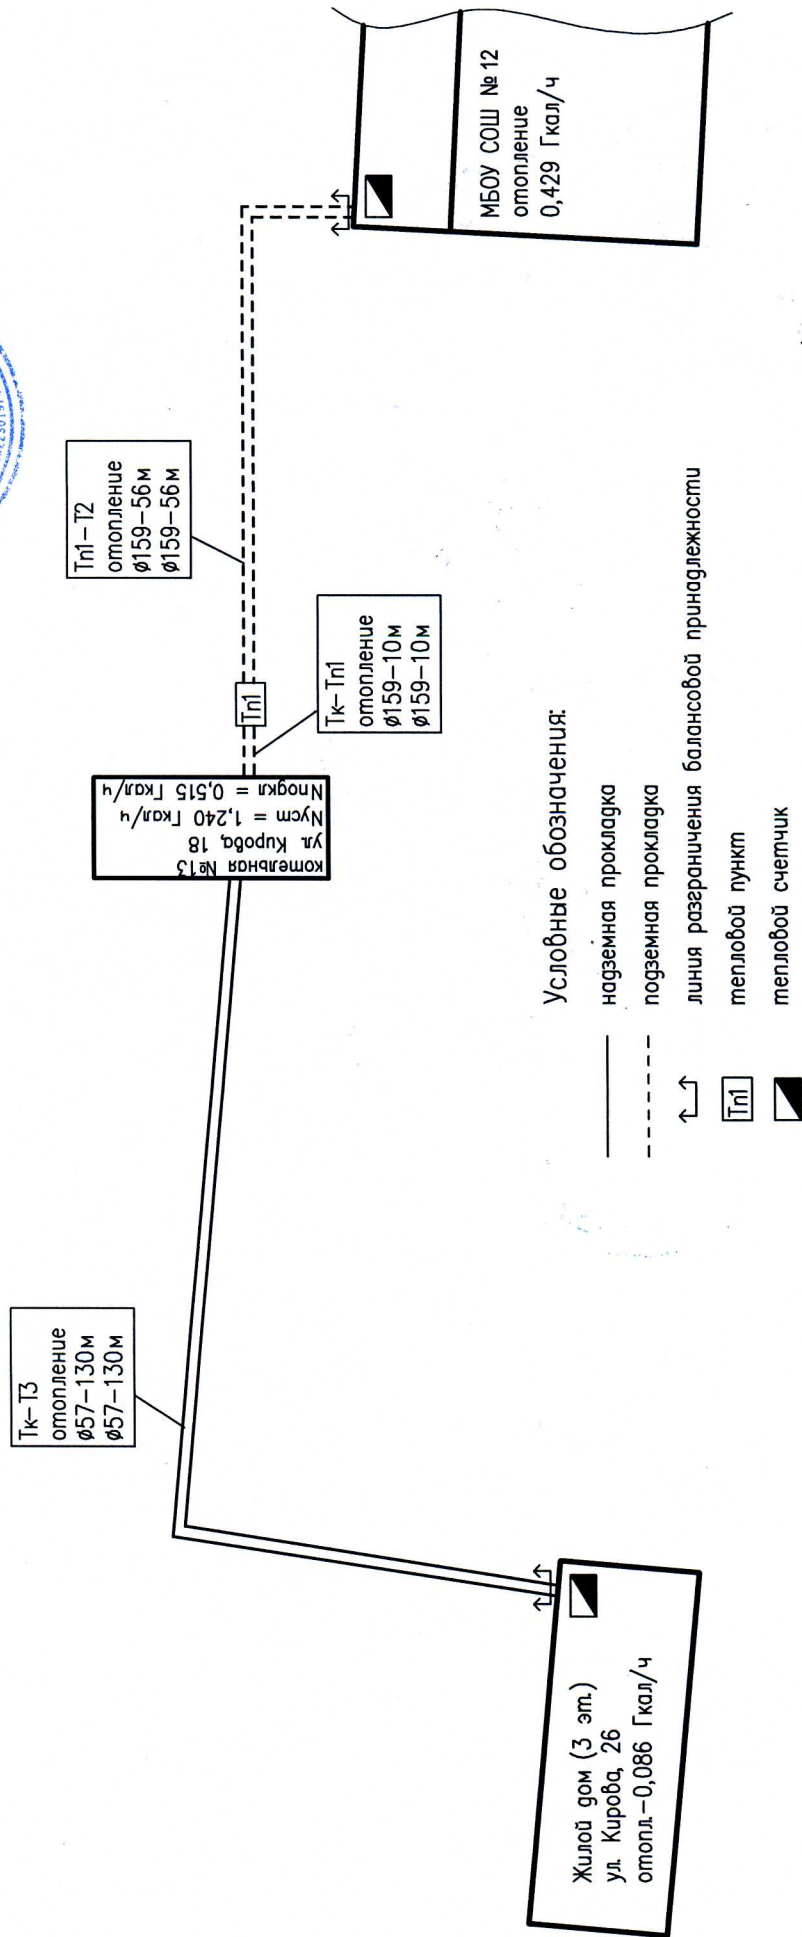 Тк-Т3
отопление
ø57-130м
ø57-130м
Тп1-Т2
отопление
ø159-56м
ø159-56м
котельная №13
ул. Кирова, 18
Nуст = 1,240 Гкал/ч
Nподкл = 0,515 Гкал/ч
Тп1
Тк-Тп1
отопление
ø159-10м
ø159-10м
МБОУ СОШ №12
отопление
0,429 Гкал/ч
Жилой дом (3 эт.)
ул. Кирова, 26
отопл.-0,086 Гкал/ч
Условные обозначения:
надземная прокладка
подземная прокладка
линия разграничения балансовой принадлежности
Тп1 тепловой пункт
тепловой счетчик